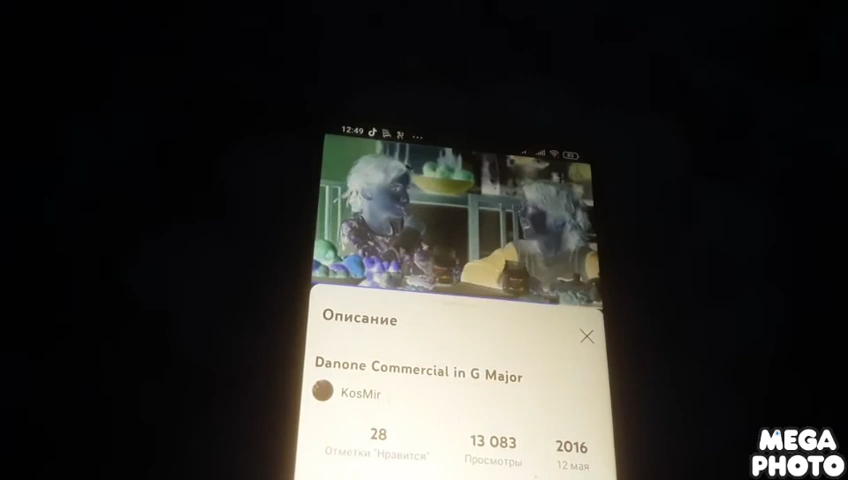 12:49
Описание
Danone Commercial in G Major
KosMir
28 13 083 2016
Отметки "Нравится" Просмотры 12 мая
MEGA
PHOTO